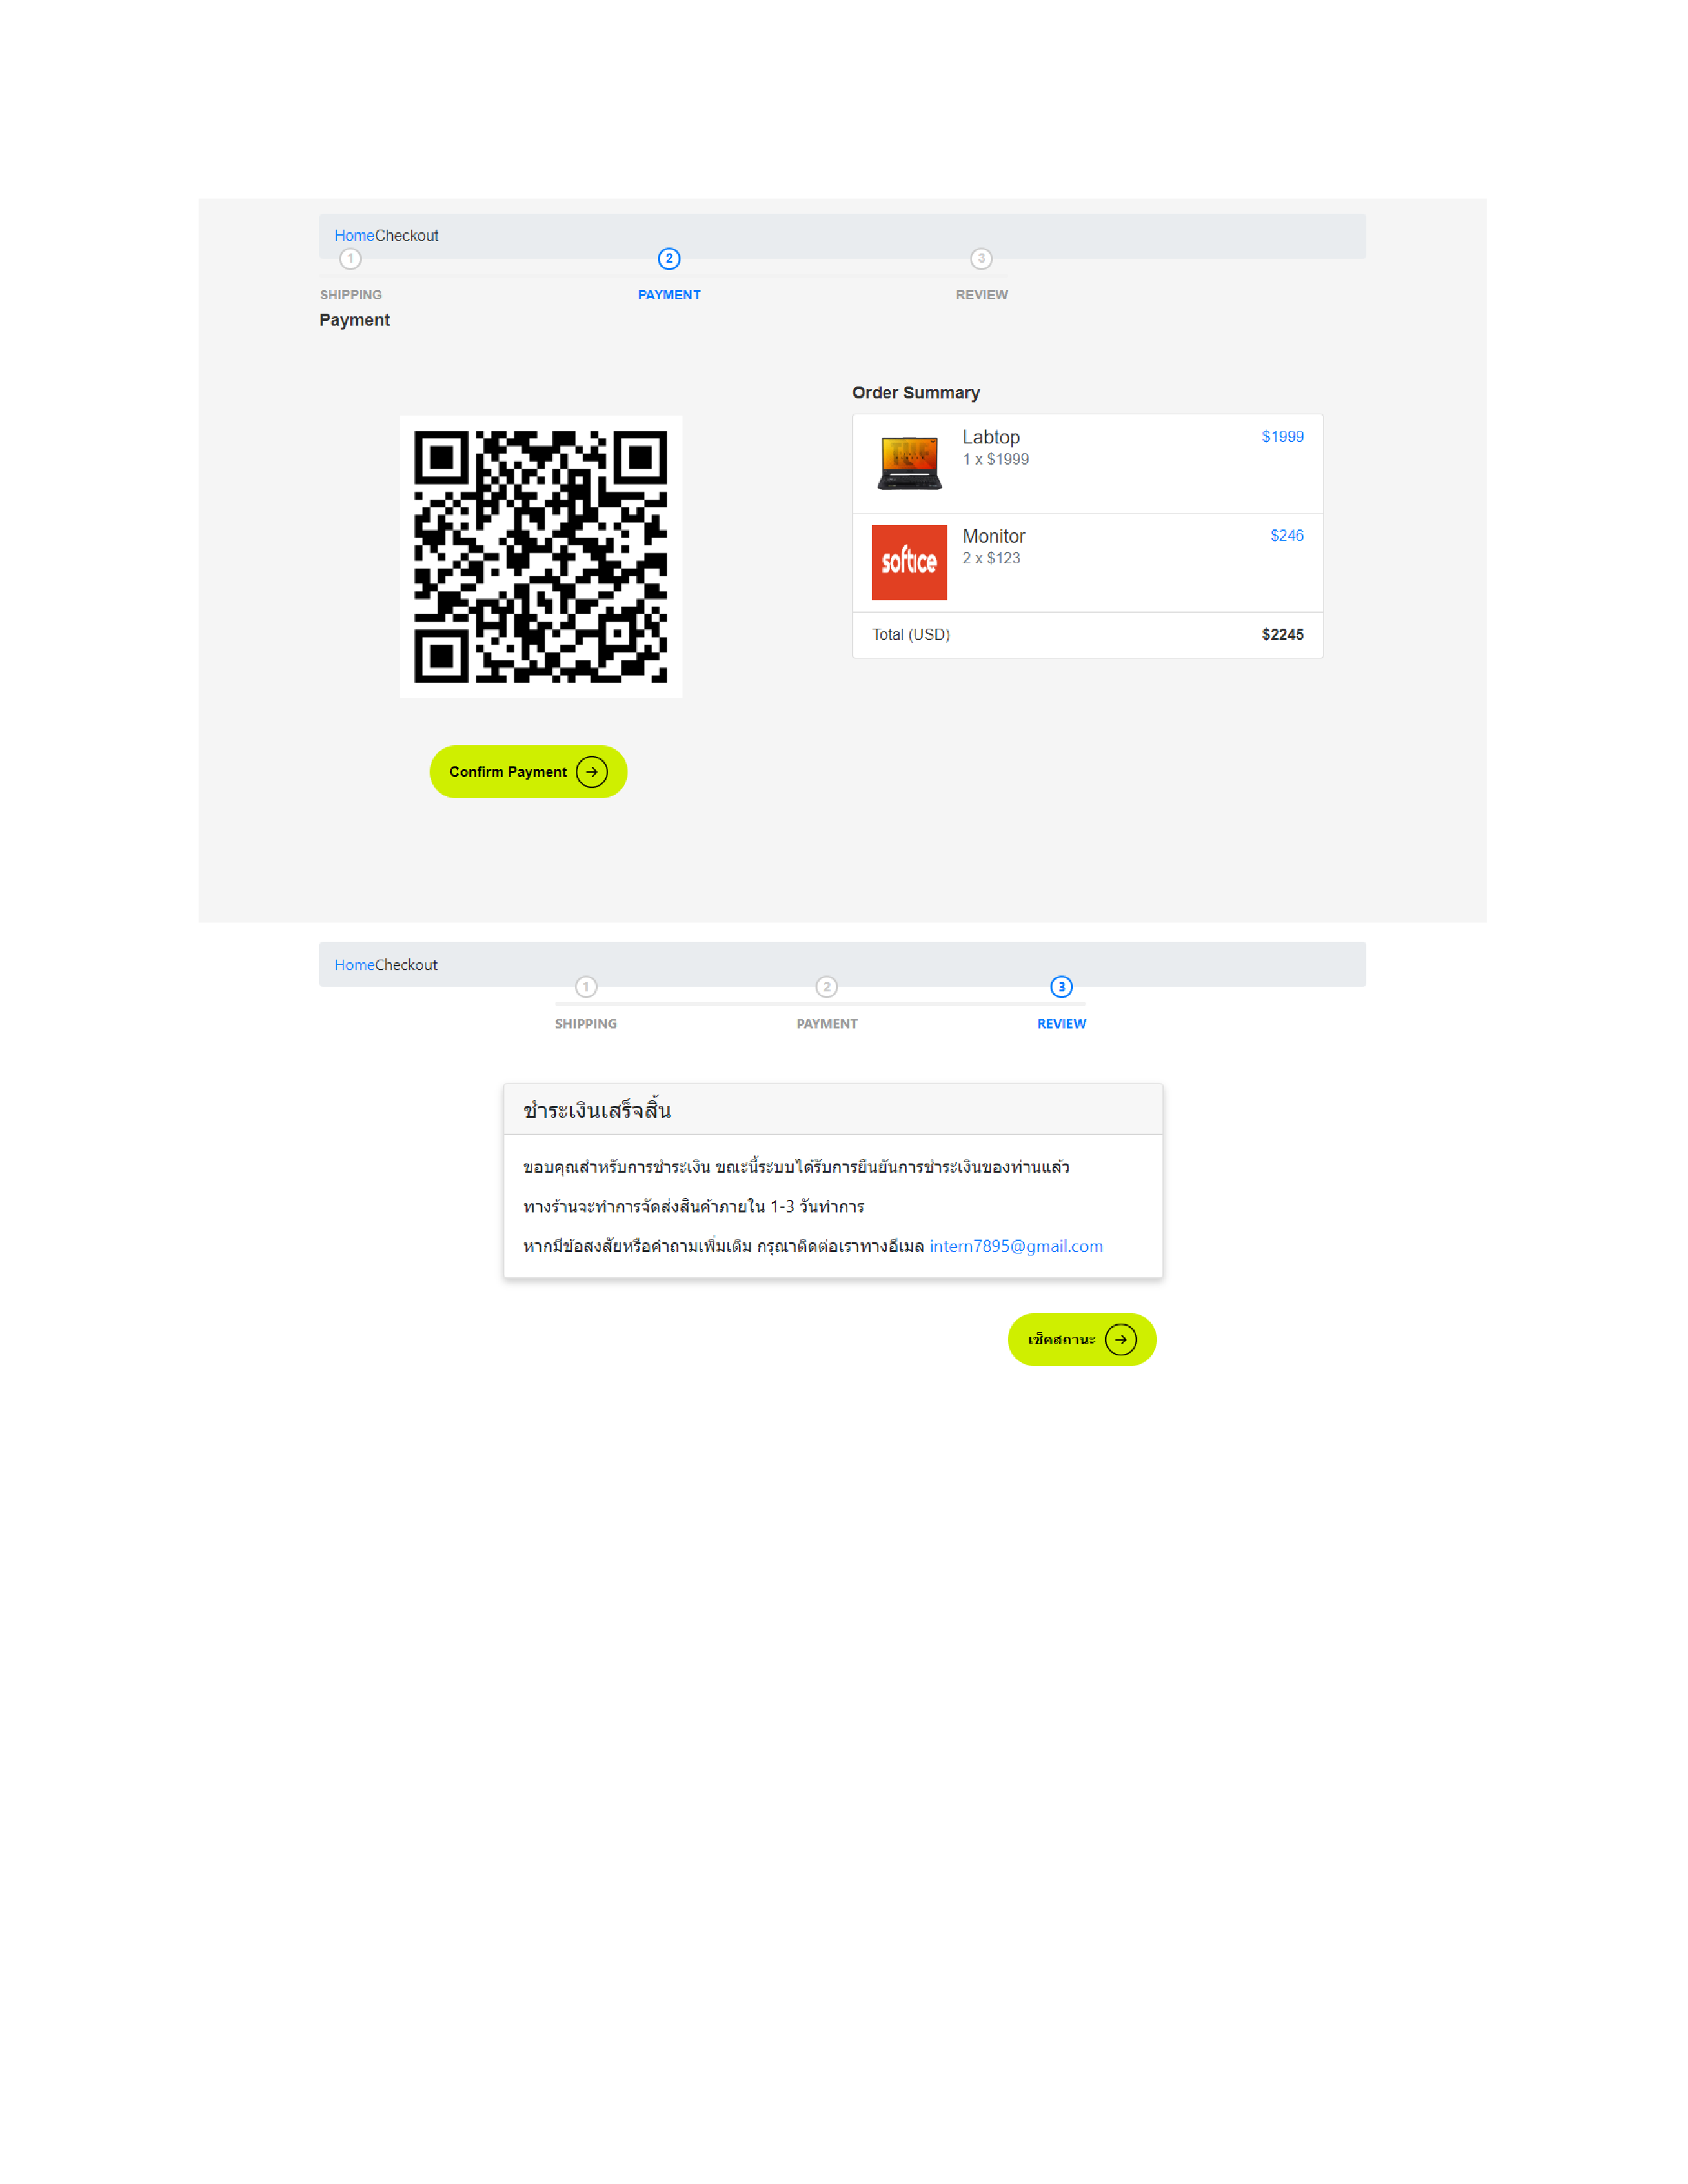 HomeCheckout
1
2
3
SHIPPING
PAYMENT
REVIEW
Payment
Order Summary
Labtop
$1999
1 x $1999
softice
Monitor
$246
2 x $123
Total (USD)
$2245
Confirm Payment
HomeCheckout
1
2
3
SHIPPING
PAYMENT
REVIEW
ชำระเงินเสร็จสิ้น
ขอบคุณสำหรับการชำระเงิน ขณะนี้ระบบได้รับการยืนยันการชำระเงินของท่านแล้ว
ทางร้านจะทำการจัดส่งสินค้าภายใน 1-3 วันทำการ
หากมีข้อสงสัยหรือคำถามเพิ่มเติม กรุณาติดต่อเราทางอีเมล intern7895@gmail.com
เช็คสถานะ